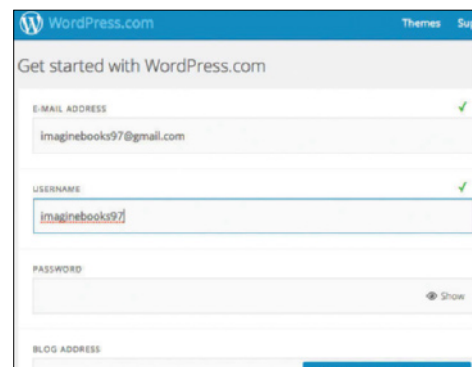 WordPress.com Themes
Get started with WordPress.com
E-MAIL ADDRESS
imaginebooks97@gmail.com
USERNAME
imaginebooks97
PASSWORD
Show
BLOG ADDRESS